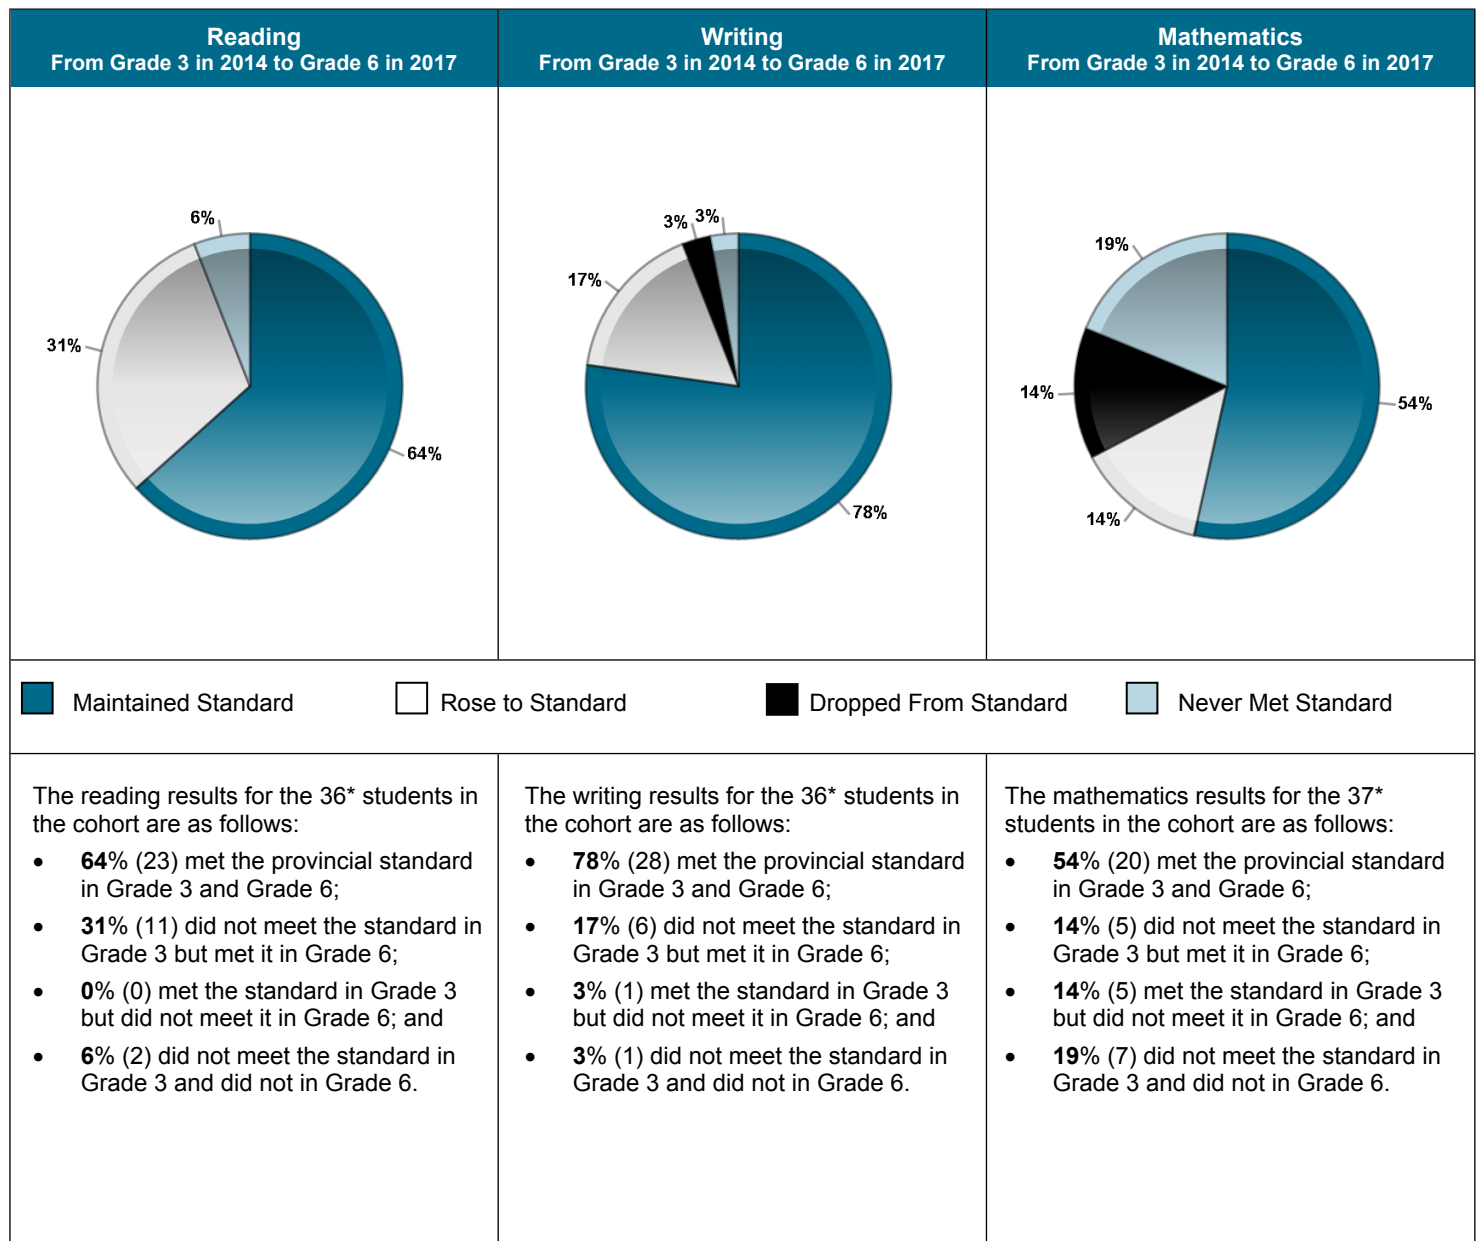 Reading
From Grade 3 in 2014 to Grade 6 in 2017
Writing
From Grade 3 in 2014 to Grade 6 in 2017
Mathematics
From Grade 3 in 2014 to Grade 6 in 2017
6%
31%
64%
3%
3%
17%
78%
19%
14%
14%
54%
Maintained Standard
Rose to Standard
Dropped From Standard
Never Met Standard
The reading results for the 36* students in
the cohort are as follows:
• 64% (23) met the provincial standard
in Grade 3 and Grade 6;
• 31% (11) did not meet the standard in
Grade 3 but met it in Grade 6;
• 0% (0) met the standard in Grade 3
but did not meet it in Grade 6; and
• 6% (2) did not meet the standard in
Grade 3 and did not in Grade 6.
The writing results for the 36* students in
the cohort are as follows:
• 78% (28) met the provincial standard
in Grade 3 and Grade 6;
• 17% (6) did not meet the standard in
Grade 3 but met it in Grade 6;
• 3% (1) met the standard in Grade 3
but did not meet it in Grade 6; and
• 3% (1) did not meet the standard in
Grade 3 and did not in Grade 6.
The mathematics results for the 37*
students in the cohort are as follows:
• 54% (20) met the provincial standard
in Grade 3 and Grade 6;
• 14% (5) did not meet the standard in
Grade 3 but met it in Grade 6;
• 14% (5) met the standard in Grade 3
but did not meet it in Grade 6; and
• 19% (7) did not meet the standard in
Grade 3 and did not in Grade 6.